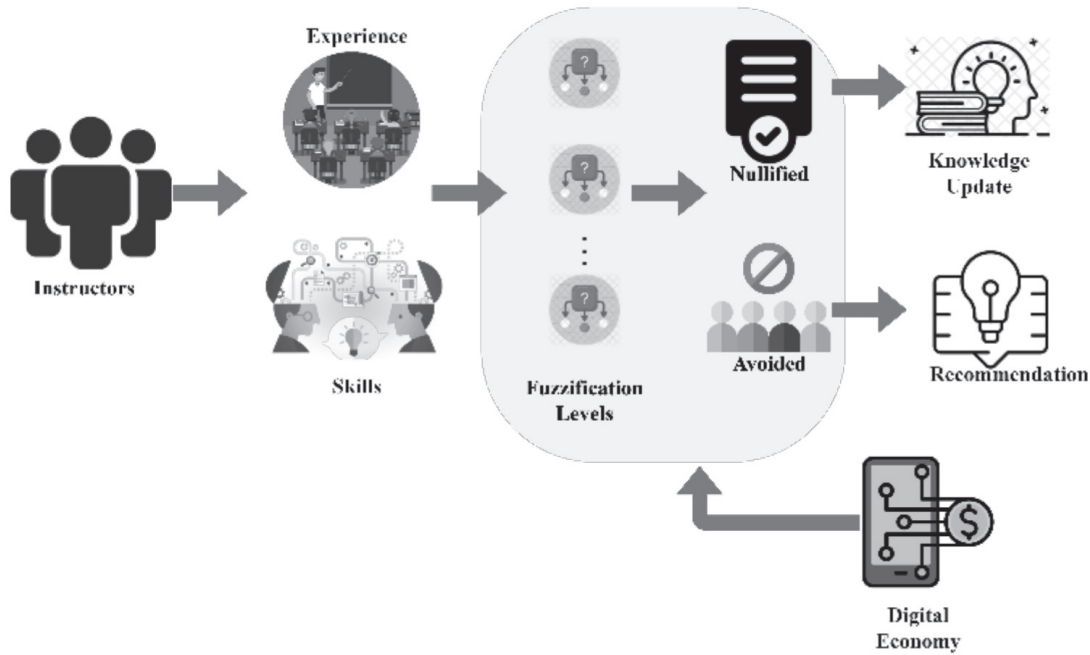 Experience
Instructors
Skills
?
?
?
Fuzzification
Levels
Nullified
Avoided
Knowledge
Update
Recommendation
$
Digital
Economy